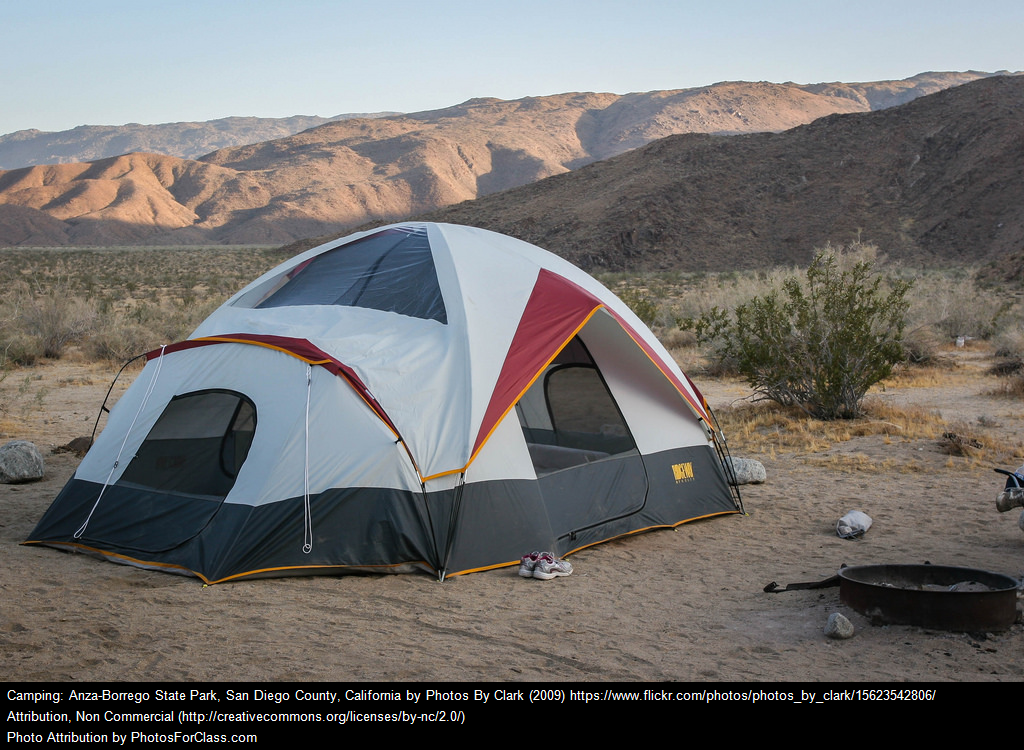 RIDGEWAY
Camping: Anza-Borrego State Park, San Diego County, California by Photos By Clark (2009) https://www.flickr.com/photos/photos_by_clark/15623542806/
Attribution, Non Commercial (http://creativecommons.org/licenses/by-nc/2.0/)
Photo Attribution by PhotosForClass.com